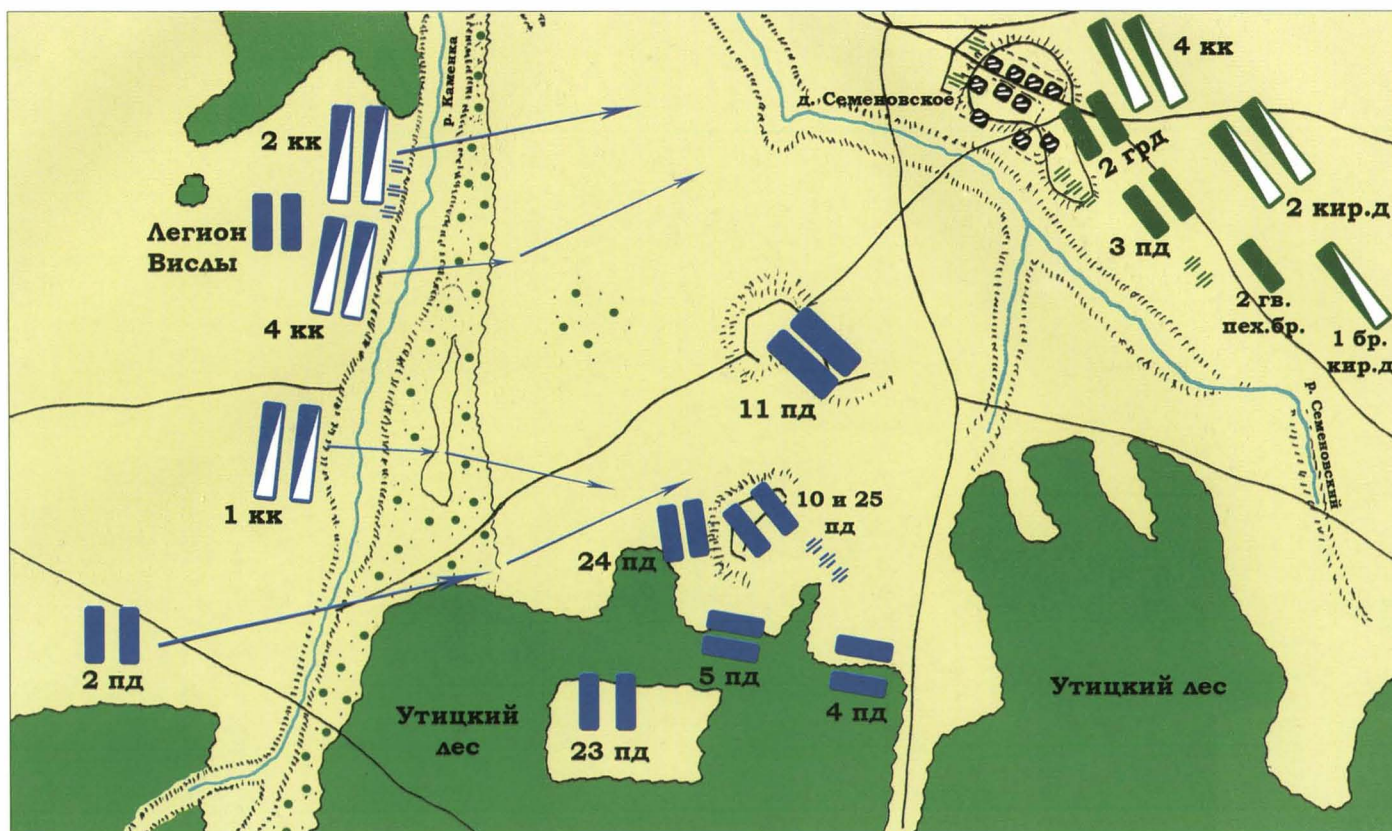 р. Каменка
4 кк
2 кк
д. Семеновское
2 грд
2 кир.д
Легион
Вислы
3 пд
4 кк
2 гв.
пех.бр.
1 бр.
кир.д
11 пд
р. Семеновский
1 кк
10 и 25
пд
24 пд
2 пд
5 пд
4 пд
Утицкий
лес
23 пд
Утицкий лес